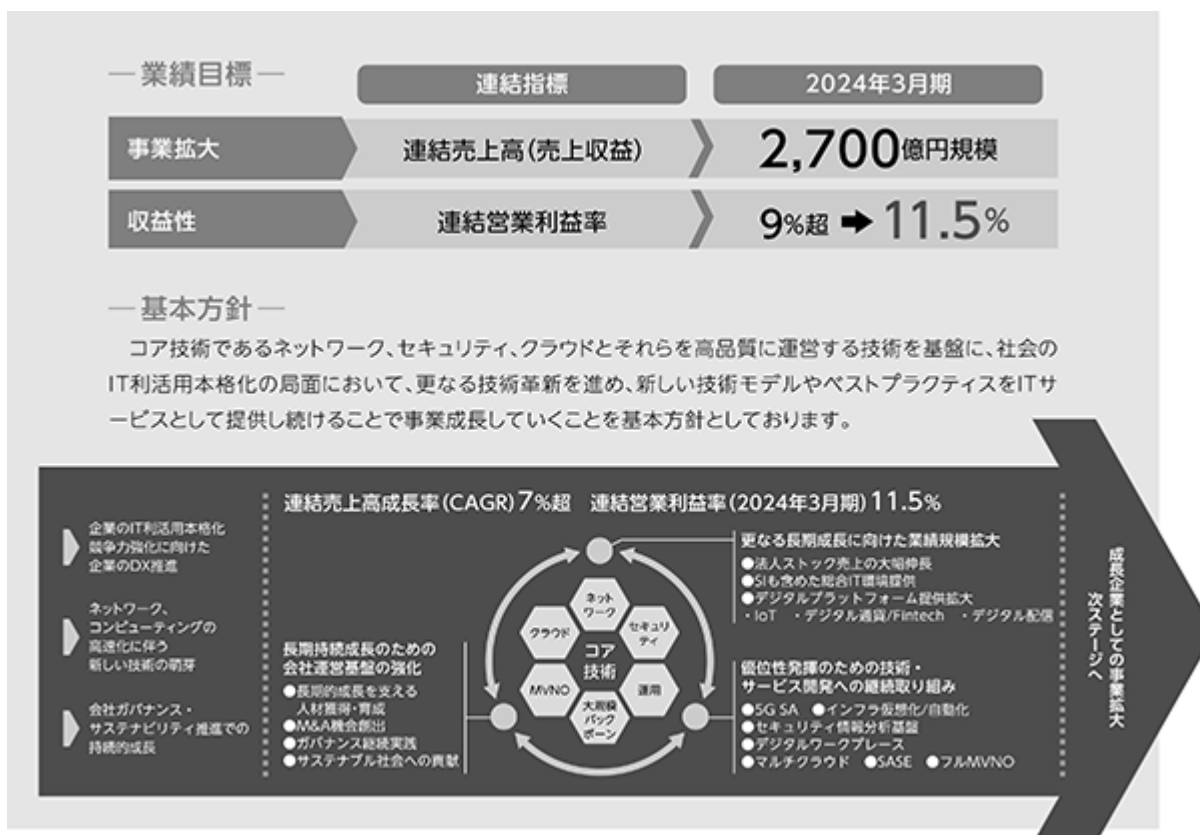 業績目標
連結指標
2024年3月期
事業拡大
連結売上高(売上収益)
2,700億円規模
収益性
連結営業利益率
9%超 ➡ 11.5%
基本方針
コア技術であるネットワーク、セキュリティ、クラウドとそれらを高品質に運営する技術を基盤に、社会の
IT利活用本格化の局面において、更なる技術革新を進め、新しい技術モデルやベストプラクティスをITサ
ービスとして提供し続けることで事業成長していくことを基本方針としております。
企業のIT利活用本格化
競争力強化に向けた
企業のDX推進
ネットワーク、
コンピューティングの
高速化に伴う
新しい技術の萌芽
会社ガバナンス・
サステナビリティ推進での
持続的成長
連結売上高成長率(CAGR)7%超 連結営業利益率(2024年3月期)11.5%
長期持続成長のための
会社運営基盤の強化
●長期的成長を支える
人材獲得・育成
●M&A機会創出
●ガバナンス継続実践
●サステナブル社会への貢献
ネット
ワーク
クラウド
セキュリ
ティ
コア
技術
MVNO
運用
大規模
バック
ボーン
更なる長期成長に向けた業績規模拡大
●法人ストック売上の大幅伸長
●SIも含めた総合IT環境提供
●デジタルプラットフォーム提供拡大
・IoT ・デジタル通貨/Fintech ・デジタル配信
優位性発揮のための技術・
サービス開発への継続取り組み
●5G SA ●インフラ仮想化/自動化
●セキュリティ情報分析基盤
●デジタルワークプレース
●マルチクラウド ●SASE ●フルMVNO
成長企業としての事業拡大
次ステージへ